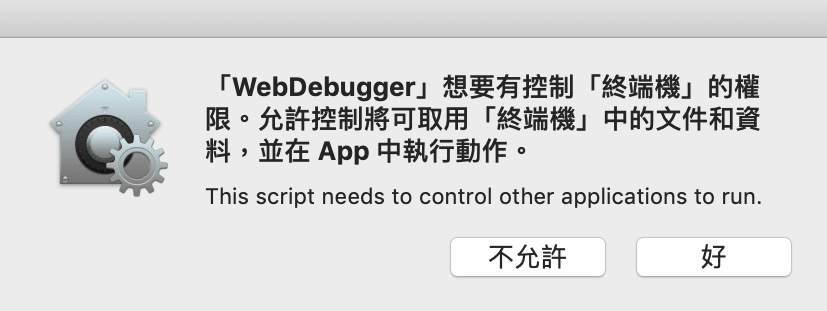 「WebDebugger」想要有控制「終端機」的權
限。允許控制將可取用「終端機」中的文件和資
料，並在 App 中執行動作。
This script needs to control other applications to run.
不允許
好